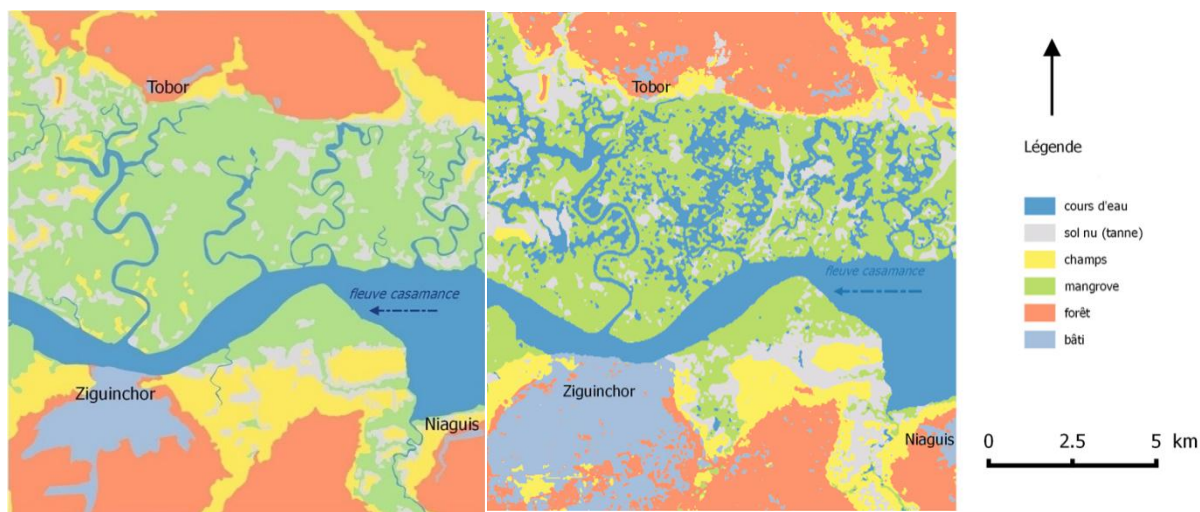 Tobor
fleuve casamance
Ziguinchor
Niaguis
Tobor
fleuve casamance
Ziguinchor
Niaguis
Légende
cours d'eau
sol nu (tanne)
champs
mangrove
forêt
bâti
0 2.5 5 km